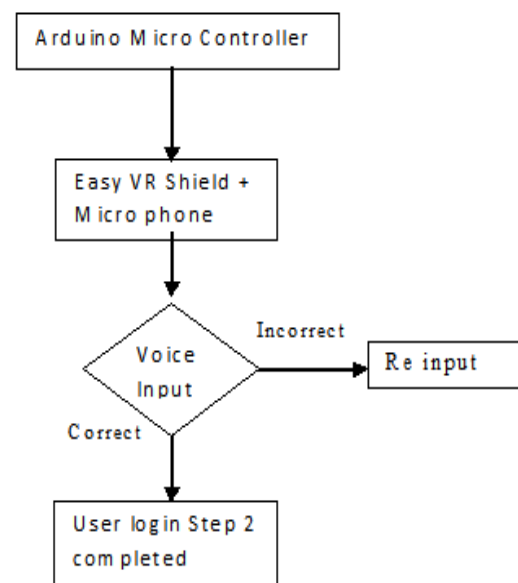 Arduino Micro Controller
Easy VR Shield +
Micro phone
Voice
Input
Incorrect
Re input
Correct
User login Step 2
completed